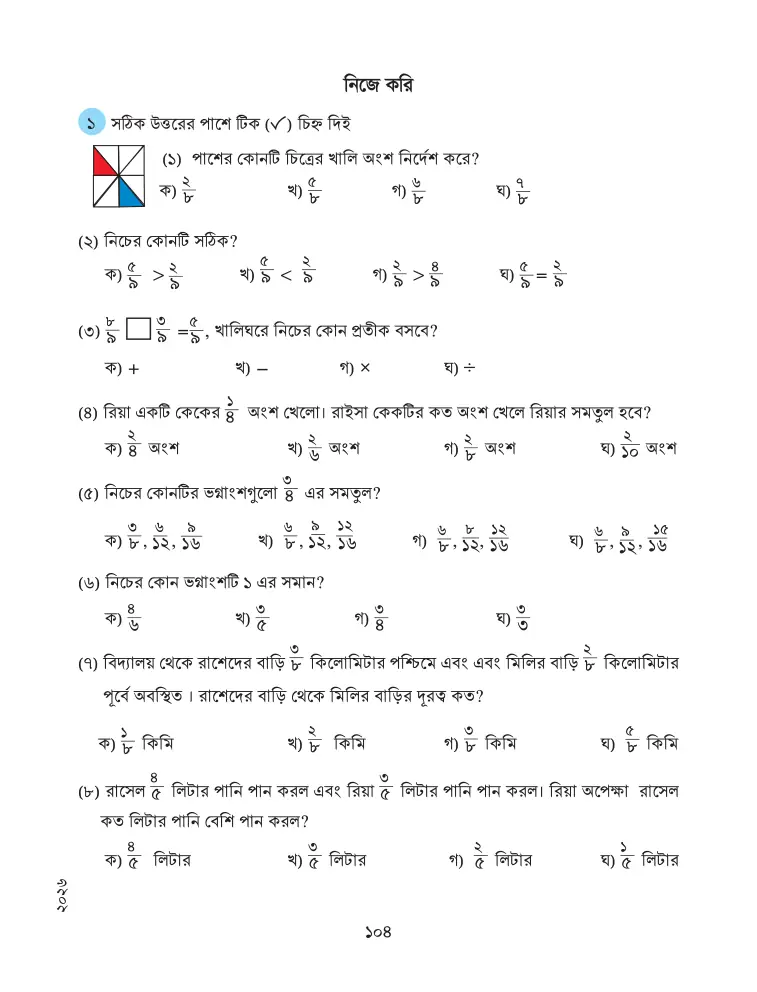 নিজে করি
১ সঠিক উত্তরের পাশে টিক (✓) চিহ্ন দিই
(১) পাশের কোনটি চিত্রের খালি অংশ নির্দেশ করে?
ক) ২/৮ খ) ৫/৮ গ) ৬/৮ ঘ) ৭/৮
(২) নিচের কোনটি সঠিক?
ক) ৫/৯ > ২/৯ খ) ৫/৯ < ২/৯ গ) ২/৯ > ৪/৯ ঘ) ৫/৯ = ২/৯
(৩) ৮/৯ □ ৩/৯ = ৫/৯, খালিঘরে নিচের কোন প্রতীক বসবে?
ক) + খ) − গ) × ঘ) ÷
(৪) রিয়া একটি কেকের ১/৪ অংশ খেলো। রাইসা কেকটির কত অংশ খেলে রিয়ার সমতুল হবে?
ক) ২/৪ অংশ খ) ২/৬ অংশ গ) ২/৮ অংশ ঘ) ২/১০ অংশ
(৫) নিচের কোনটির ভগ্নাংশগুলো ৩/৪ এর সমতুল?
ক) ৩/৮, ৬/১২, ৯/১৬ খ) ৬/৮, ৯/১২, ১২/১৬ গ) ৬/৮, ৮/১২, ১২/১৬ ঘ) ৬/৮, ৯/১২, ১৫/১৬
(৬) নিচের কোন ভগ্নাংশটি ১ এর সমান?
ক) ৪/৬ খ) ৩/৫ গ) ৩/৪ ঘ) ৩/৩
(৭) বিদ্যালয় থেকে রাশেদের বাড়ি ৩/৮ কিলোমিটার পশ্চিমে এবং এবং মিলির বাড়ি ২/৮ কিলোমিটার
পূর্বে অবস্থিত । রাশেদের বাড়ি থেকে মিলির বাড়ির দূরত্ব কত?
ক) ১/৮ কিমি খ) ২/৮ কিমি গ) ৩/৮ কিমি ঘ) ৫/৮ কিমি
(৮) রাসেল ৪/৫ লিটার পানি পান করল এবং রিয়া ৩/৫ লিটার পানি পান করল। রিয়া অপেক্ষা রাসেল
কত লিটার পানি বেশি পান করল?
ক) ৪/৫ লিটার খ) ৩/৫ লিটার গ) ২/৫ লিটার ঘ) ১/৫ লিটার
২০২৬
১০৪